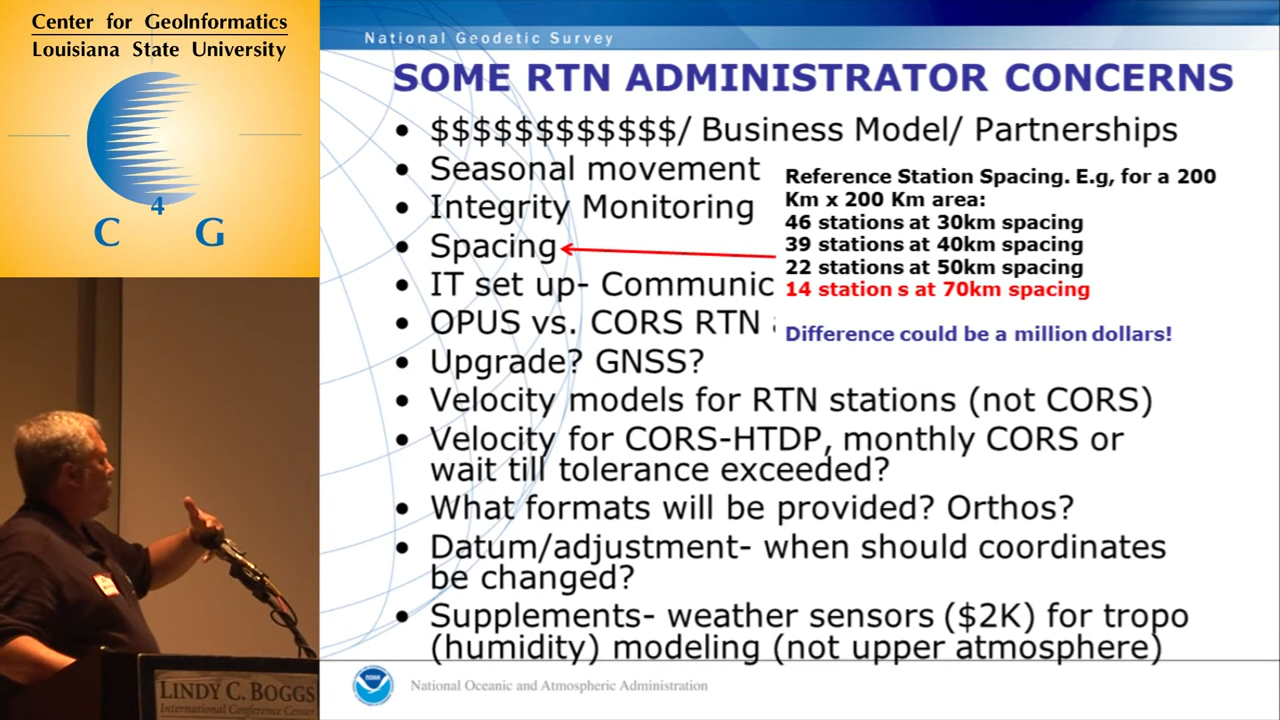 Center for GeoInformatics
Louisiana State University
C 4 G
National Geodetic Survey
SOME RTN ADMINISTRATOR CONCERNS
• $$$$$$$$$$$$/ Business Model/ Partnerships
• Seasonal movement
• Integrity Monitoring
• Spacing
• IT set up- Communic
• OPUS vs. CORS RTN
• Upgrade? GNSS?
• Velocity models for RTN stations (not CORS)
• Velocity for CORS-HTDP, monthly CORS or
wait till tolerance exceeded?
• What formats will be provided? Orthos?
• Datum/adjustment- when should coordinates
be changed?
• Supplements- weather sensors ($2K) for tropo
(humidity) modeling (not upper atmosphere)
Reference Station Spacing. E.g, for a 200
Km x 200 Km area:
46 stations at 30km spacing
39 stations at 40km spacing
22 stations at 50km spacing
14 station s at 70km spacing
Difference could be a million dollars!
NOAA
National Oceanic and Atmospheric Administration
LINDY C. BOGGS
International Conference Center